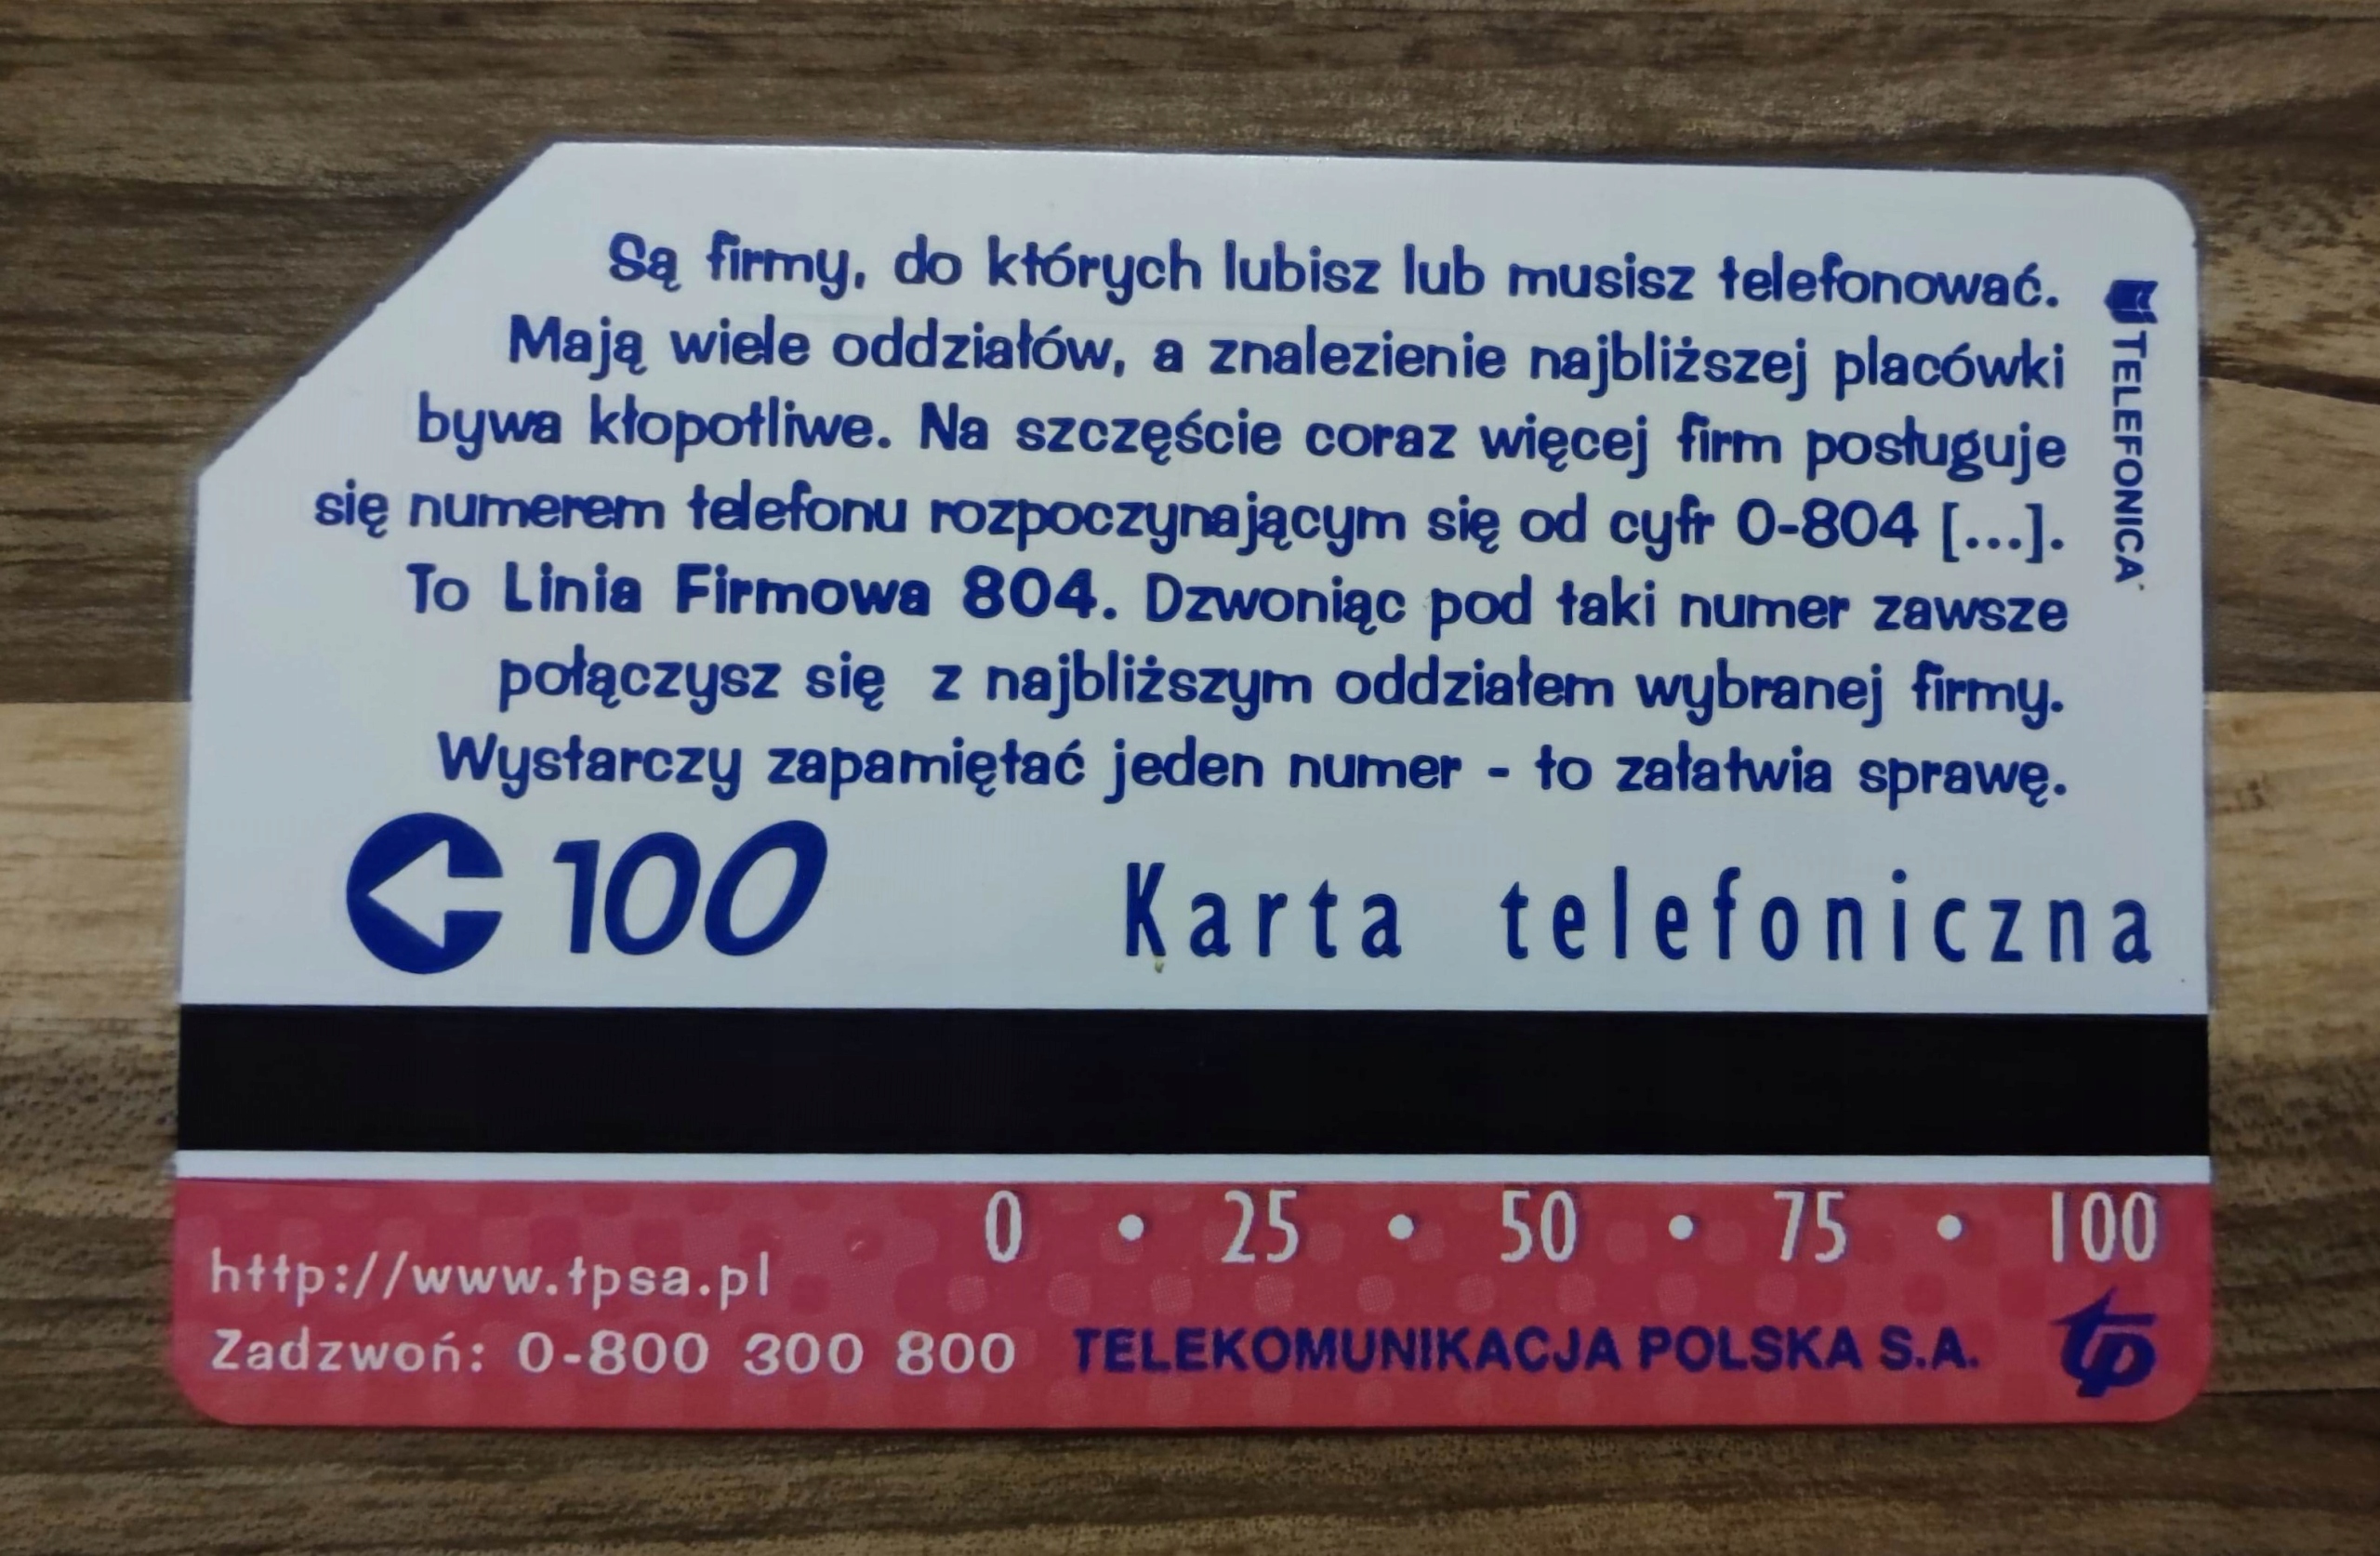 Są firmy, do których lubisz lub musisz telefonować.
Mają wiele oddziałów, a znalezienie najbliższej placówki
bywa kłopotliwe. Na szczęście coraz więcej firm posługuje
się numerem telefonu rozpoczynającym się od cyfr 0-804 [...].
To Linia Firmowa 804. Dzwoniąc pod taki numer zawsze
połączysz się z najbliższym oddziałem wybranej firmy.
Wystarczy zapamiętać jeden numer - to załatwia sprawę.
TELEFONICA
100
Karta telefoniczna
0 • 25 • 50 • 75 • 100
http://www.tpsa.pl
Zadzwoń: 0-800 300 800
TELEKOMUNIKACJA POLSKA S.A.
tp